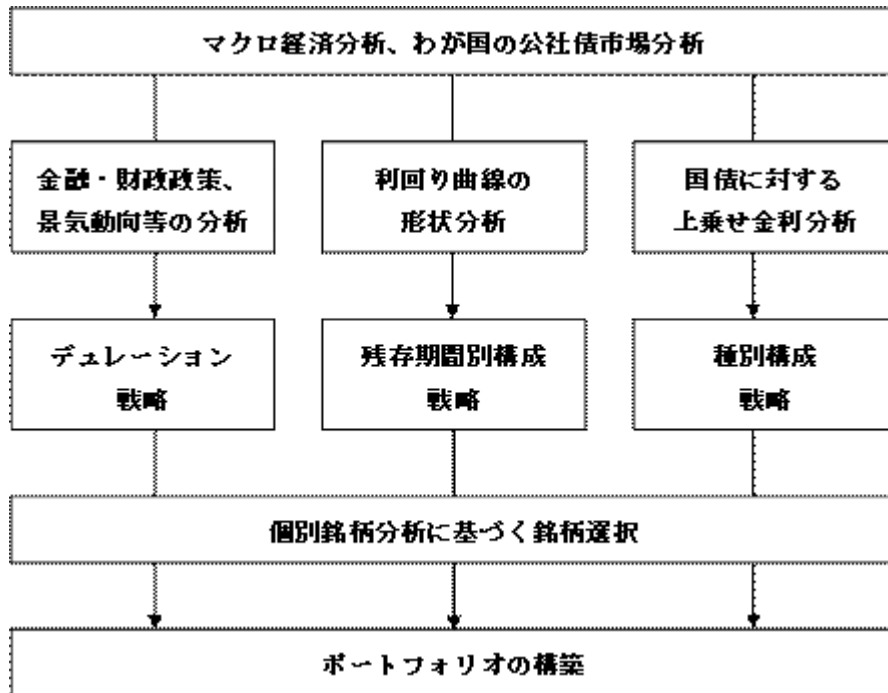 マクロ経済分析、わが国の公社債市場分析
金融・財政政策、
景気動向等の分析
利回り曲線の
形状分析
国債に対する
上乗せ金利分析
デュレーション
戦略
残存期間別構成
戦略
種別構成
戦略
個別銘柄分析に基づく銘柄選択
ポートフォリオの構築